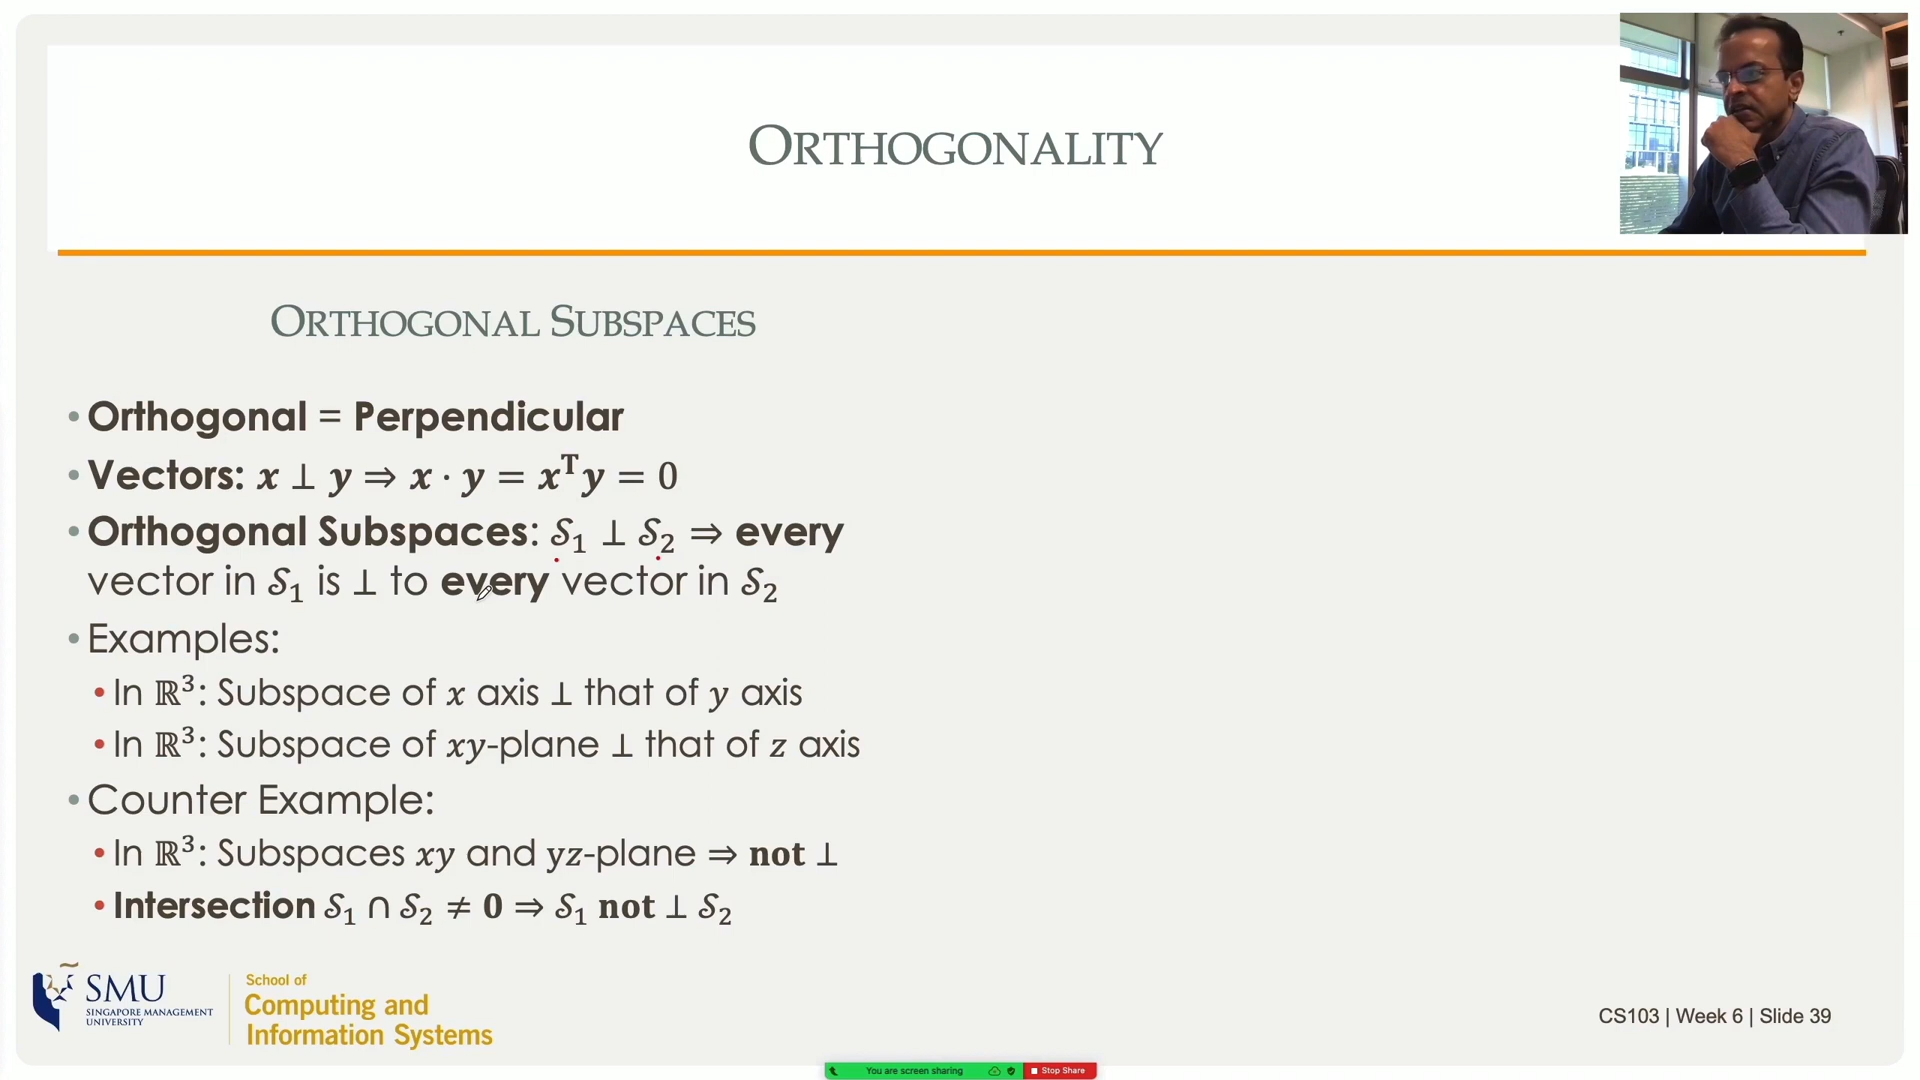 ORTHOGONALITY
ORTHOGONAL SUBSPACES
• Orthogonal = Perpendicular
• Vectors: x ⊥ y ⇒ x · y = xᵀy = 0
• Orthogonal Subspaces: 𝒮₁ ⊥ 𝒮₂ ⇒ every
vector in 𝒮₁ is ⊥ to every vector in 𝒮₂
• Examples:
• In ℝ³: Subspace of x axis ⊥ that of y axis
• In ℝ³: Subspace of xy-plane ⊥ that of z axis
• Counter Example:
• In ℝ³: Subspaces xy and yz-plane ⇒ not ⊥
• Intersection 𝒮₁ ∩ 𝒮₂ ≠ 0 ⇒ 𝒮₁ not ⊥ 𝒮₂
SMU
SINGAPORE MANAGEMENT
UNIVERSITY
School of
Computing and
Information Systems
CS103 | Week 6 | Slide 39
You are screen sharing
Stop Share